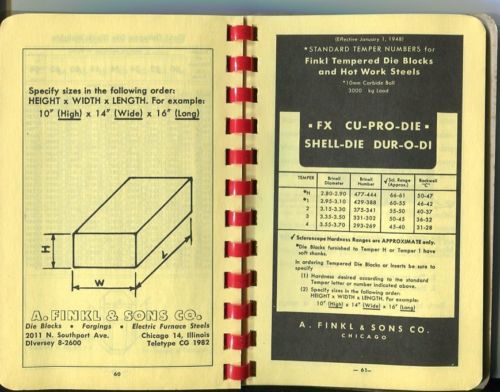 Specify sizes in the following order:
HEIGHT x WIDTH x LENGTH. For example:
10" (High) x 14" (Wide) x 16" (Long)
H
W
L
A. FINKL & SONS CO.
Die Blocks • Forgings • Electric Furnace Steels
2011 N. Southport Ave. Chicago 14, Illinois
DIversey 8-2600 Teletype CG 1982
60
(Effective January 1, 1948)
*STANDARD TEMPER NUMBERS for
Finkl Tempered Die Blocks
and Hot Work Steels
*10mm Carbide Ball
3000 kg Load
▪ FX CU-PRO-DIE ▪
SHELL-DIE DUR-O-DI
TEMPER Brinell Diameter Brinell Number √ Scl. Range (Approx.) Rockwell "C"
*H 2.80-2.90 477-444 66-61 50-47
*1 2.95-3.10 429-388 60-55 46-42
2 3.15-3.30 375-341 55-50 40-37
3 3.35-3.50 331-302 50-45 36-32
4 3.55-3.70 293-269 45-40 31-28
√ Scleroscope Hardness Ranges are APPROXIMATE only.
*Die Blocks furnished to Temper H or Temper 1 have
soft shanks.
In ordering Tempered Die Blocks or Inserts be sure to
specify
(1) Hardness desired according to the standard
Temper letter or number indicated above.
(2) Specify sizes in the following order:
HEIGHT x WIDTH x LENGTH. For example:
10" (High) x 14" (Wide) x 16" (Long)
A. FINKL & SONS CO.
CHICAGO
— 61 —